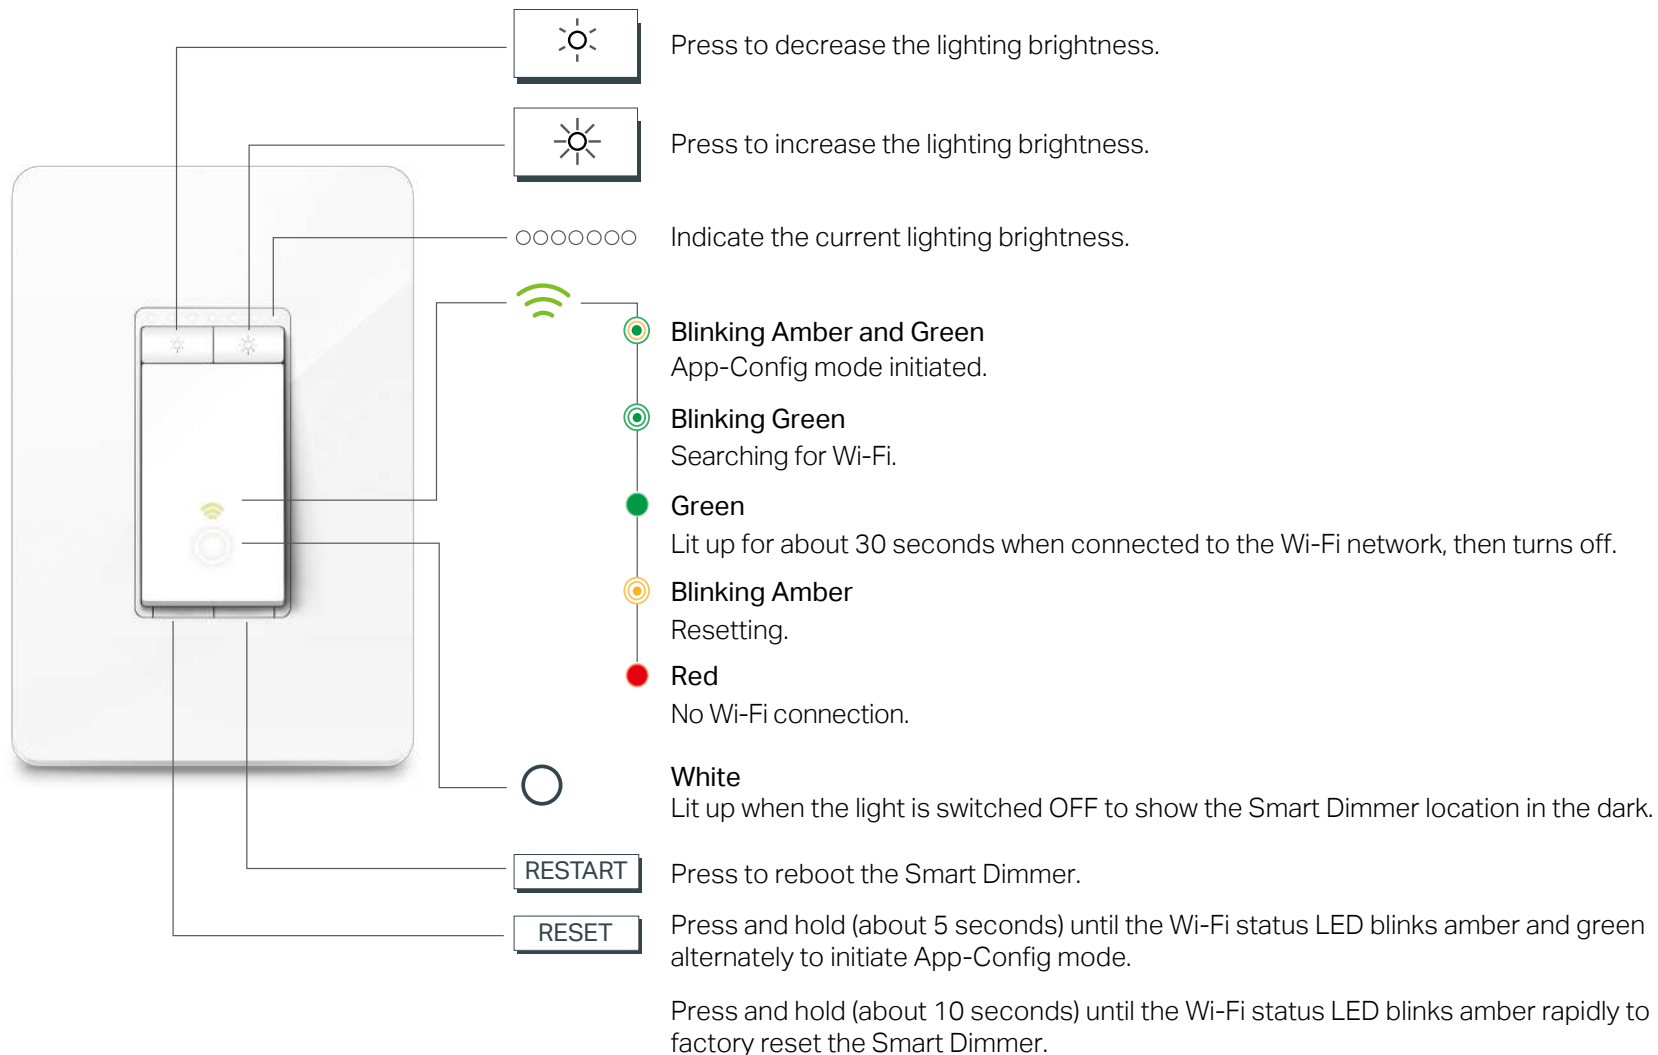 Press to decrease the lighting brightness.
Press to increase the lighting brightness.
Indicate the current lighting brightness.
Blinking Amber and Green
App-Config mode initiated.
Blinking Green
Searching for Wi-Fi.
Green
Lit up for about 30 seconds when connected to the Wi-Fi network, then turns off.
Blinking Amber
Resetting.
Red
No Wi-Fi connection.
White
Lit up when the light is switched OFF to show the Smart Dimmer location in the dark.
RESTART
Press to reboot the Smart Dimmer.
RESET
Press and hold (about 5 seconds) until the Wi-Fi status LED blinks amber and green
alternately to initiate App-Config mode.
Press and hold (about 10 seconds) until the Wi-Fi status LED blinks amber rapidly to
factory reset the Smart Dimmer.